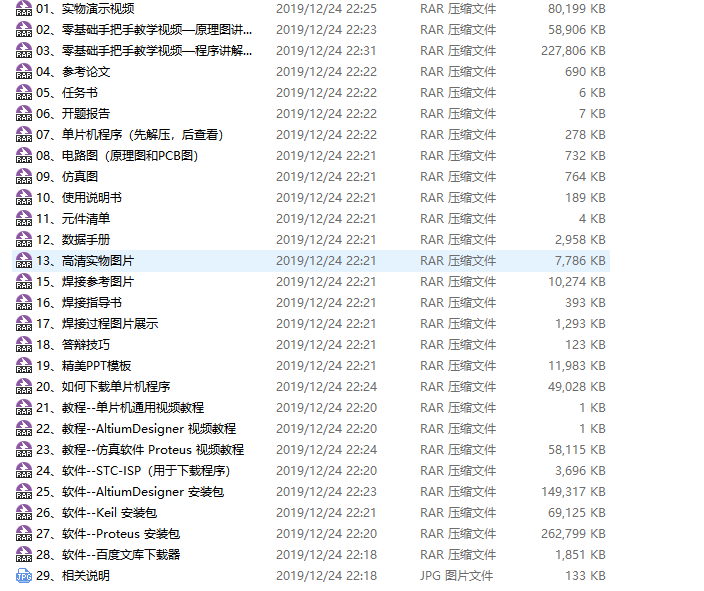 01、实物演示视频 2019/12/24 22:25 RAR 压缩文件 80,199 KB
02、零基础手把手教学视频—原理图讲... 2019/12/24 22:23 RAR 压缩文件 58,906 KB
03、零基础手把手教学视频—程序讲解... 2019/12/24 22:31 RAR 压缩文件 227,806 KB
04、参考论文 2019/12/24 22:22 RAR 压缩文件 690 KB
05、任务书 2019/12/24 22:22 RAR 压缩文件 6 KB
06、开题报告 2019/12/24 22:22 RAR 压缩文件 7 KB
07、单片机程序（先解压，后查看） 2019/12/24 22:22 RAR 压缩文件 278 KB
08、电路图（原理图和PCB图） 2019/12/24 22:21 RAR 压缩文件 732 KB
09、仿真图 2019/12/24 22:21 RAR 压缩文件 764 KB
10、使用说明书 2019/12/24 22:21 RAR 压缩文件 189 KB
11、元件清单 2019/12/24 22:21 RAR 压缩文件 4 KB
12、数据手册 2019/12/24 22:21 RAR 压缩文件 2,958 KB
13、高清实物图片 2019/12/24 22:21 RAR 压缩文件 7,786 KB
15、焊接参考图片 2019/12/24 22:21 RAR 压缩文件 10,274 KB
16、焊接指导书 2019/12/24 22:21 RAR 压缩文件 393 KB
17、焊接过程图片展示 2019/12/24 22:21 RAR 压缩文件 1,293 KB
18、答辩技巧 2019/12/24 22:21 RAR 压缩文件 123 KB
19、精美PPT模板 2019/12/24 22:21 RAR 压缩文件 11,983 KB
20、如何下载单片机程序 2019/12/24 22:24 RAR 压缩文件 49,028 KB
21、教程--单片机通用视频教程 2019/12/24 22:20 RAR 压缩文件 1 KB
22、教程--AltiumDesigner 视频教程 2019/12/24 22:20 RAR 压缩文件 1 KB
23、教程--仿真软件 Proteus 视频教程 2019/12/24 22:24 RAR 压缩文件 58,115 KB
24、软件--STC-ISP（用于下载程序） 2019/12/24 22:20 RAR 压缩文件 3,696 KB
25、软件--AltiumDesigner 安装包 2019/12/24 22:23 RAR 压缩文件 149,317 KB
26、软件--Keil 安装包 2019/12/24 22:21 RAR 压缩文件 69,125 KB
27、软件--Proteus 安装包 2019/12/24 22:20 RAR 压缩文件 262,799 KB
28、软件--百度文库下载器 2019/12/24 22:18 RAR 压缩文件 1,851 KB
29、相关说明 2019/12/24 22:18 JPG 图片文件 133 KB